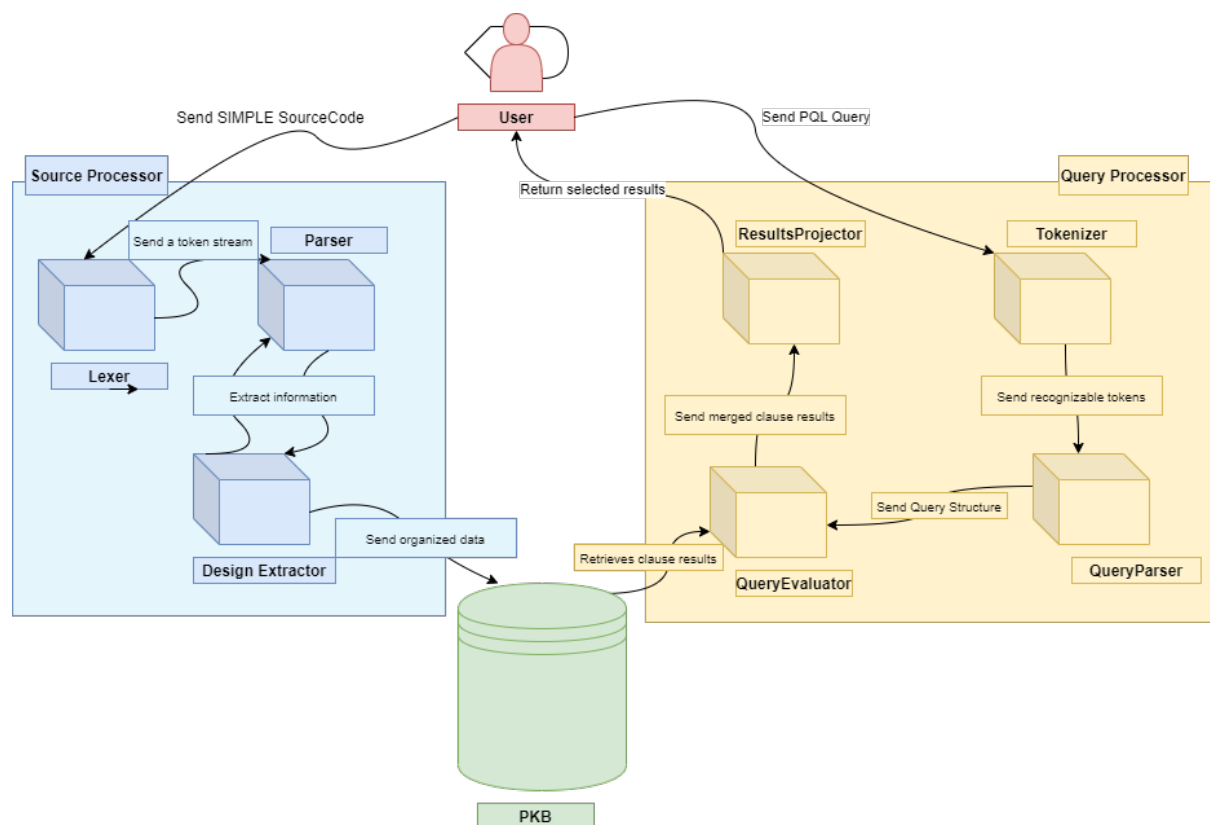 Send SIMPLE SourceCode
User
Send PQL Query
Source Processor
Return selected results
Query Processor
Send a token stream
Parser
ResultsProjector
Tokenizer
Lexer
Extract information
Send merged clause results
Send recognizable tokens
Send Query Structure
Send organized data
Retrieves clause results
Design Extractor
QueryEvaluator
QueryParser
PKB